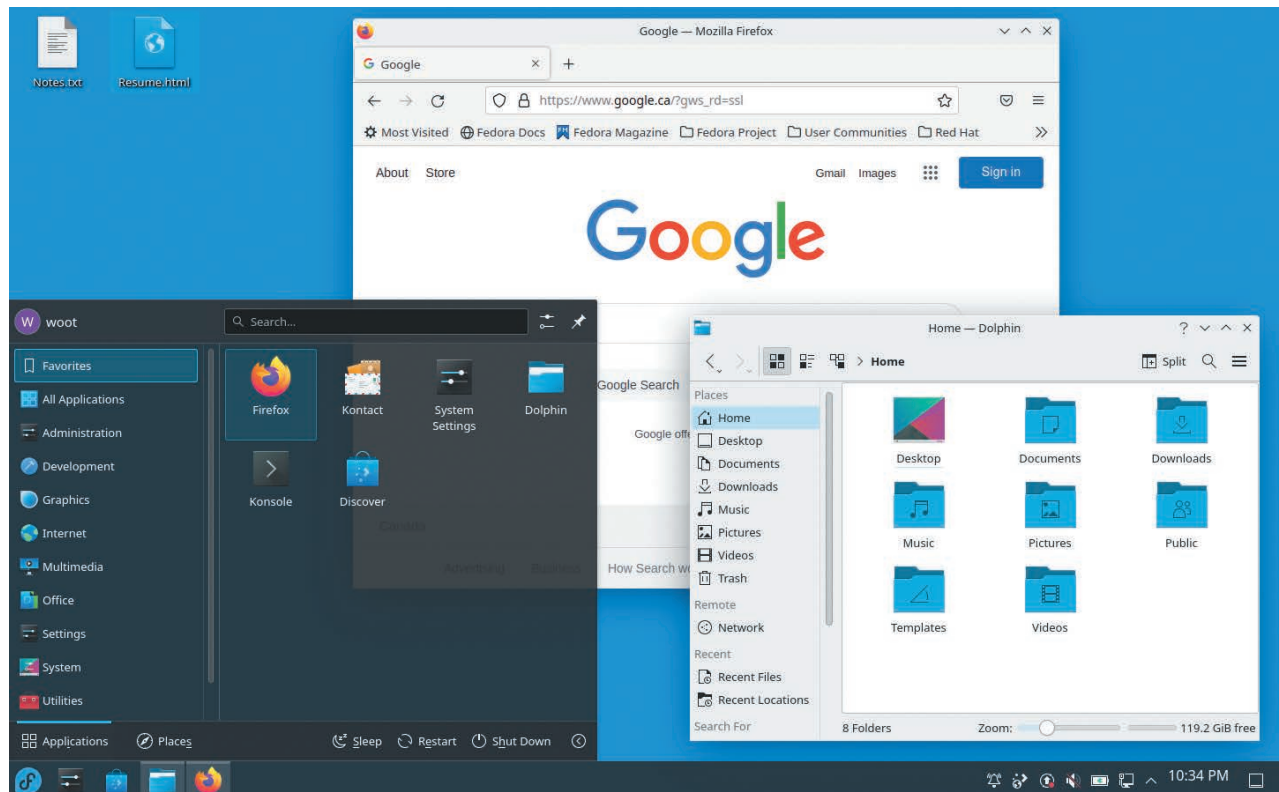 Notes.txt
Resume.html
Google — Mozilla Firefox
Google
https://www.google.ca/?gws_rd=ssl
Most Visited Fedora Docs Fedora Magazine Fedora Project User Communities Red Hat
About Store Gmail Images Sign in
Google
Google Search
Google offe
Canada
Advertising Business How Search wo
W woot
Search...
Favorites
All Applications
Administration
Development
Graphics
Internet
Multimedia
Office
Settings
System
Utilities
Firefox
Kontact
System
Settings
Dolphin
Konsole
Discover
Applications Places Sleep Restart Shut Down
Home — Dolphin
Home Split
Places
Home
Desktop
Documents
Downloads
Music
Pictures
Videos
Trash
Remote
Network
Recent
Recent Files
Recent Locations
Search For
Desktop
Documents
Downloads
Music
Pictures
Public
Templates
Videos
8 Folders Zoom: 119.2 GiB free
10:34 PM